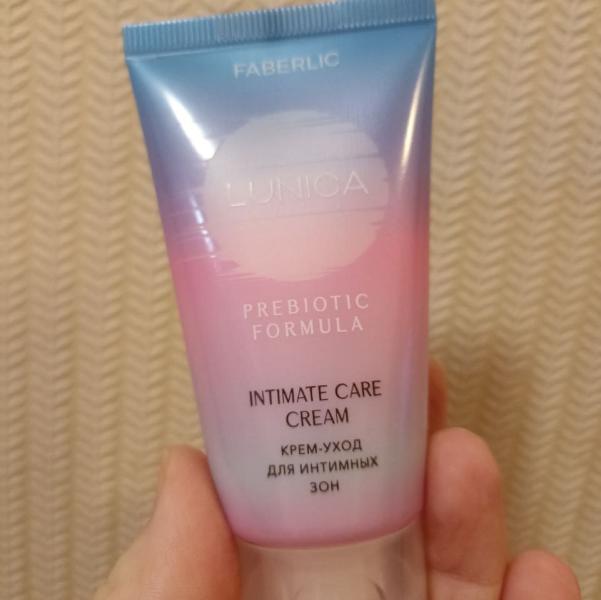 FABERLIC
LUNICA
PREBIOTIC
FORMULA
INTIMATE CARE
CREAM
КРЕМ-УХОД
ДЛЯ ИНТИМНЫХ
ЗОН